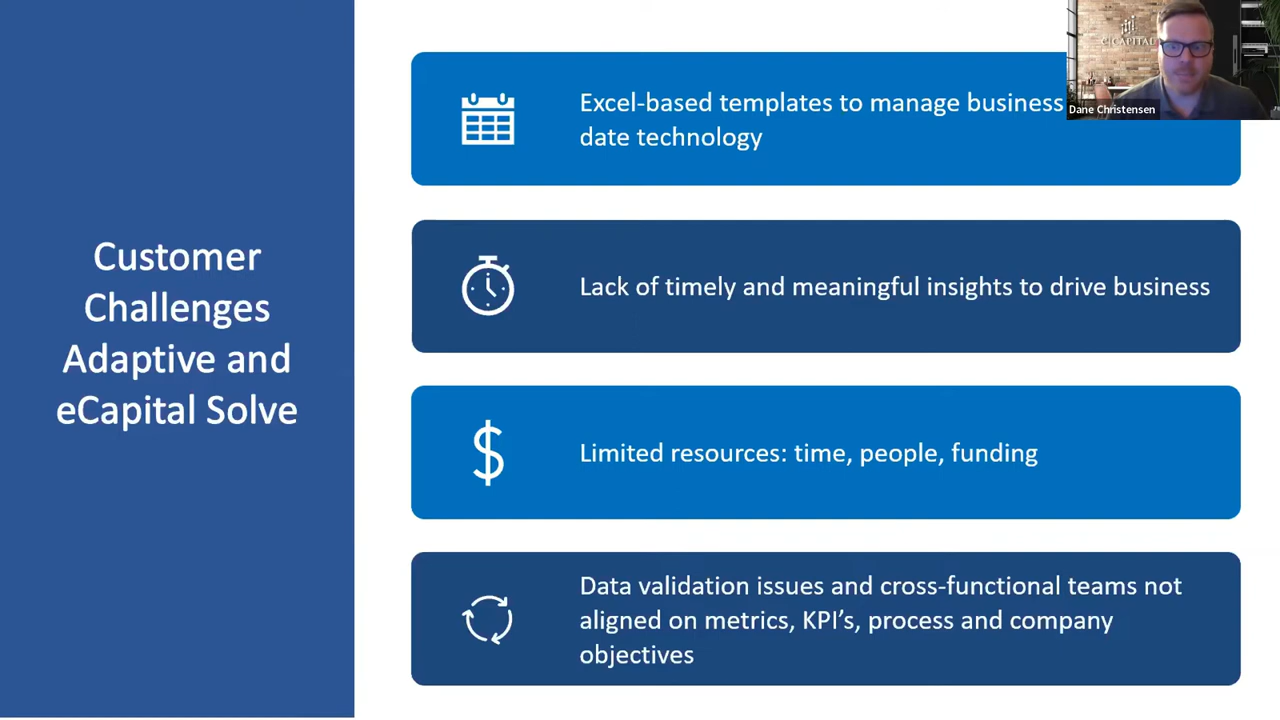 Customer
Challenges
Adaptive and
eCapital Solve
Excel-based templates to manage business
date technology
Lack of timely and meaningful insights to drive business
Limited resources: time, people, funding
Data validation issues and cross-functional teams not
aligned on metrics, KPI’s, process and company
objectives
Dane Christensen